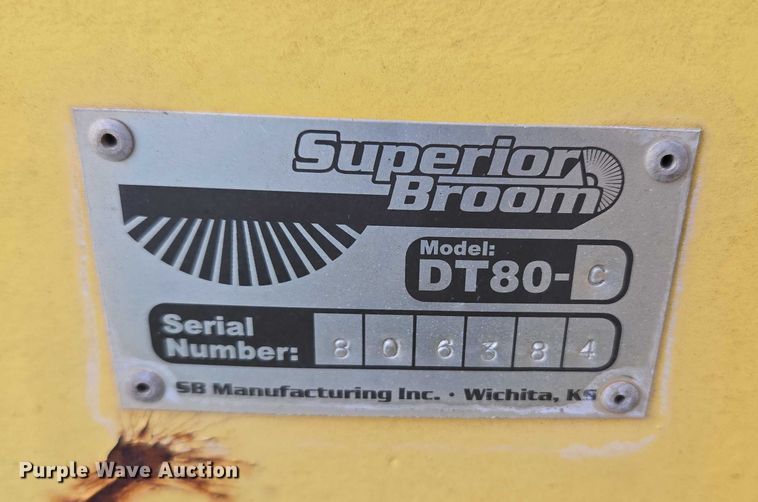 Superior
Broom
Model:
DT80-C
Serial
Number: 806384
SB Manufacturing Inc. · Wichita, KS
Purple Wave Auction